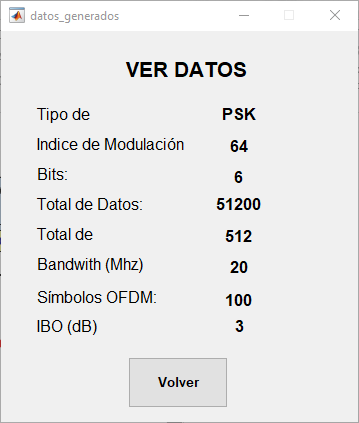 datos_generados
VER DATOS
Tipo de PSK
Indice de Modulación 64
Bits: 6
Total de Datos: 51200
Total de 512
Bandwith (Mhz) 20
Símbolos OFDM: 100
IBO (dB) 3
Volver